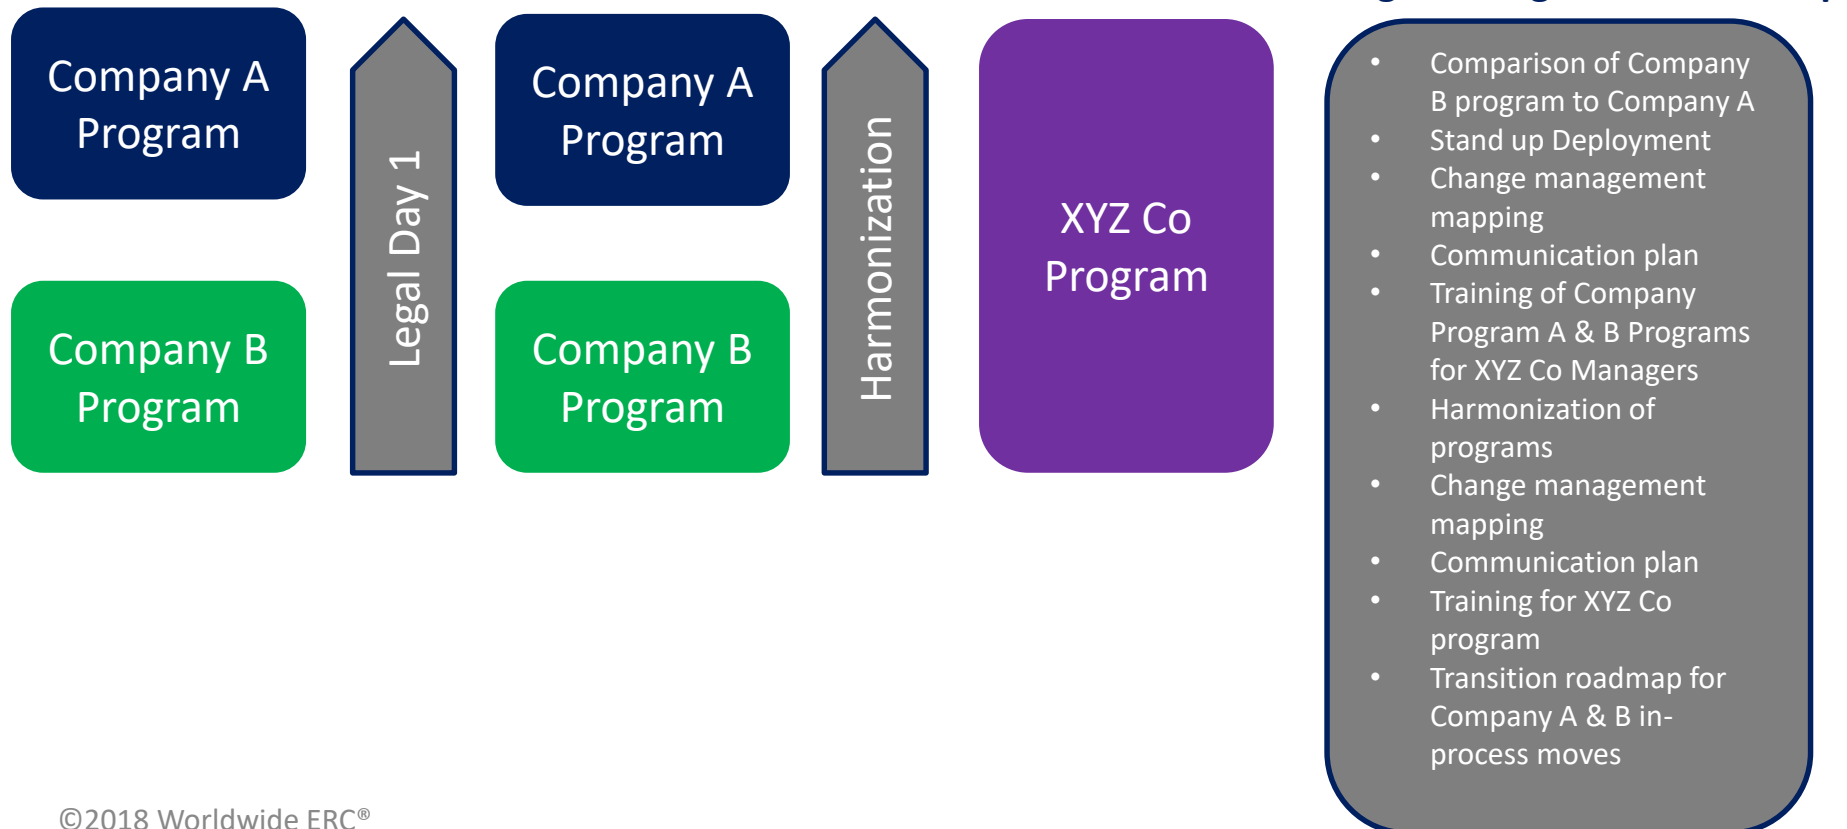 Company A
Program
Company B
Program
Legal Day 1
Company A
Program
Company B
Program
Harmonization
XYZ Co
Program
• Comparison of Company
B program to Company A
• Stand up Deployment
• Change management
mapping
• Communication plan
• Training of Company
Program A & B Programs
for XYZ Co Managers
• Harmonization of
programs
• Change management
mapping
• Communication plan
• Training for XYZ Co
program
• Transition roadmap for
Company A & B in-
process moves
©2018 Worldwide ERC®